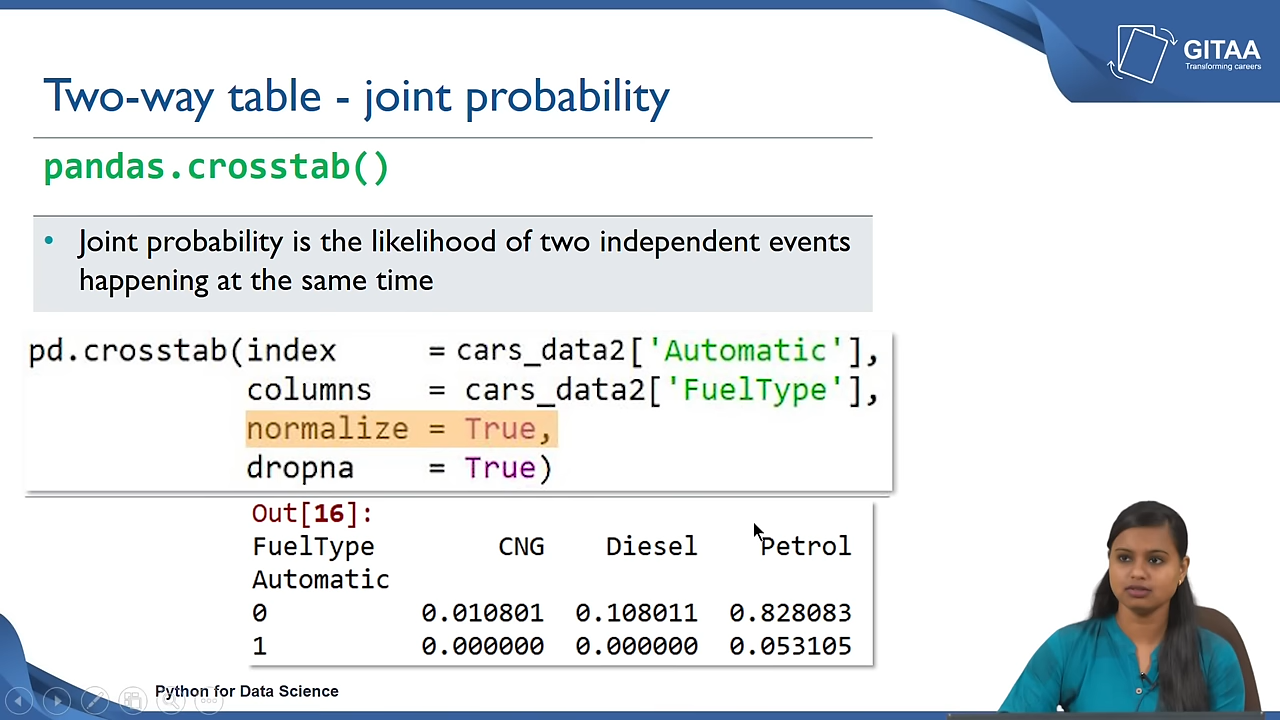 GITAA
Transforming careers
Two-way table - joint probability
pandas.crosstab()
• Joint probability is the likelihood of two independent events
happening at the same time
pd.crosstab(index = cars_data2['Automatic'],
columns = cars_data2['FuelType'],
normalize = True,
dropna = True)
Out[16]:
FuelType CNG Diesel Petrol
Automatic
0 0.010801 0.108011 0.828083
1 0.000000 0.000000 0.053105
Python for Data Science